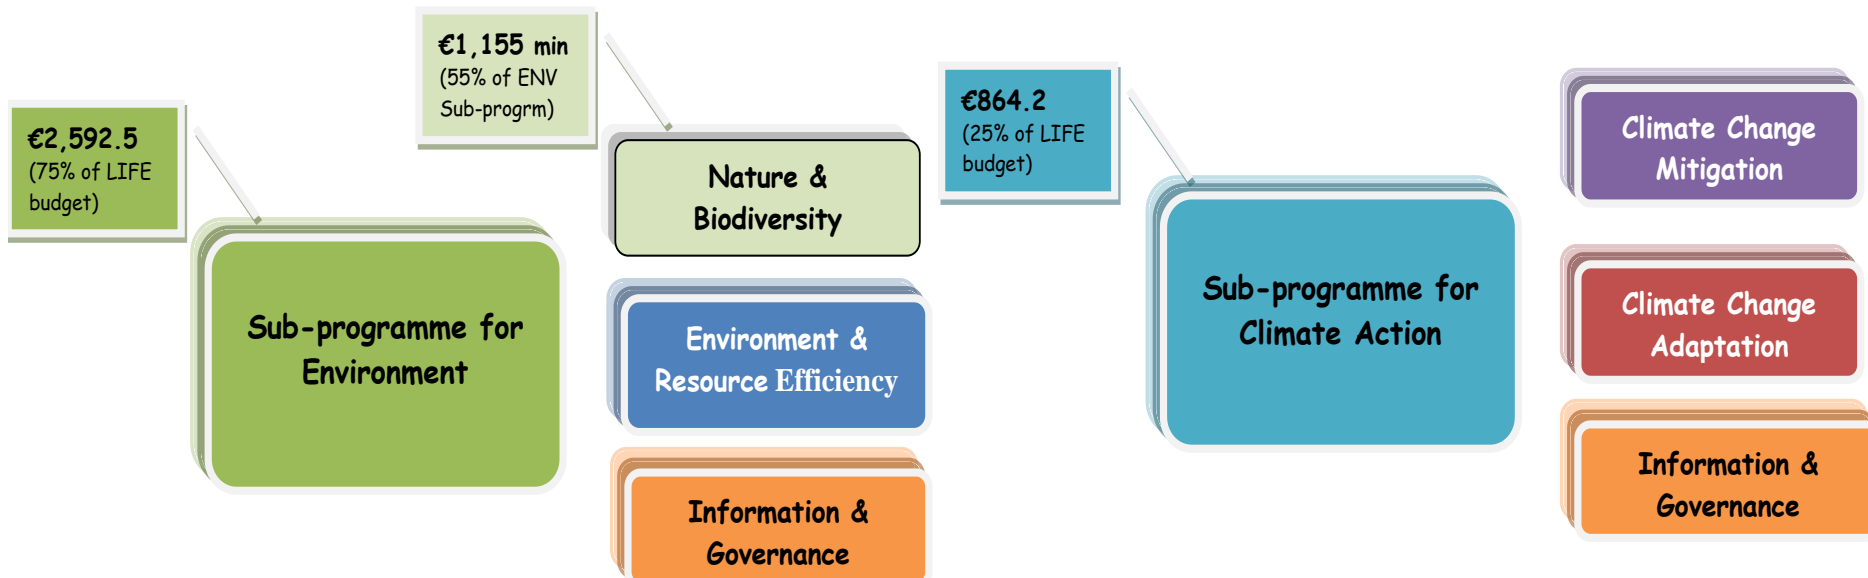 €2,592.5
(75% of LIFE
budget)
Sub-programme for
Environment
€1,155 min
(55% of ENV
Sub-progrm)
Nature &
Biodiversity
Environment &
Resource Efficiency
Information &
Governance
€864.2
(25% of LIFE
budget)
Sub-programme for
Climate Action
Climate Change
Mitigation
Climate Change
Adaptation
Information &
Governance